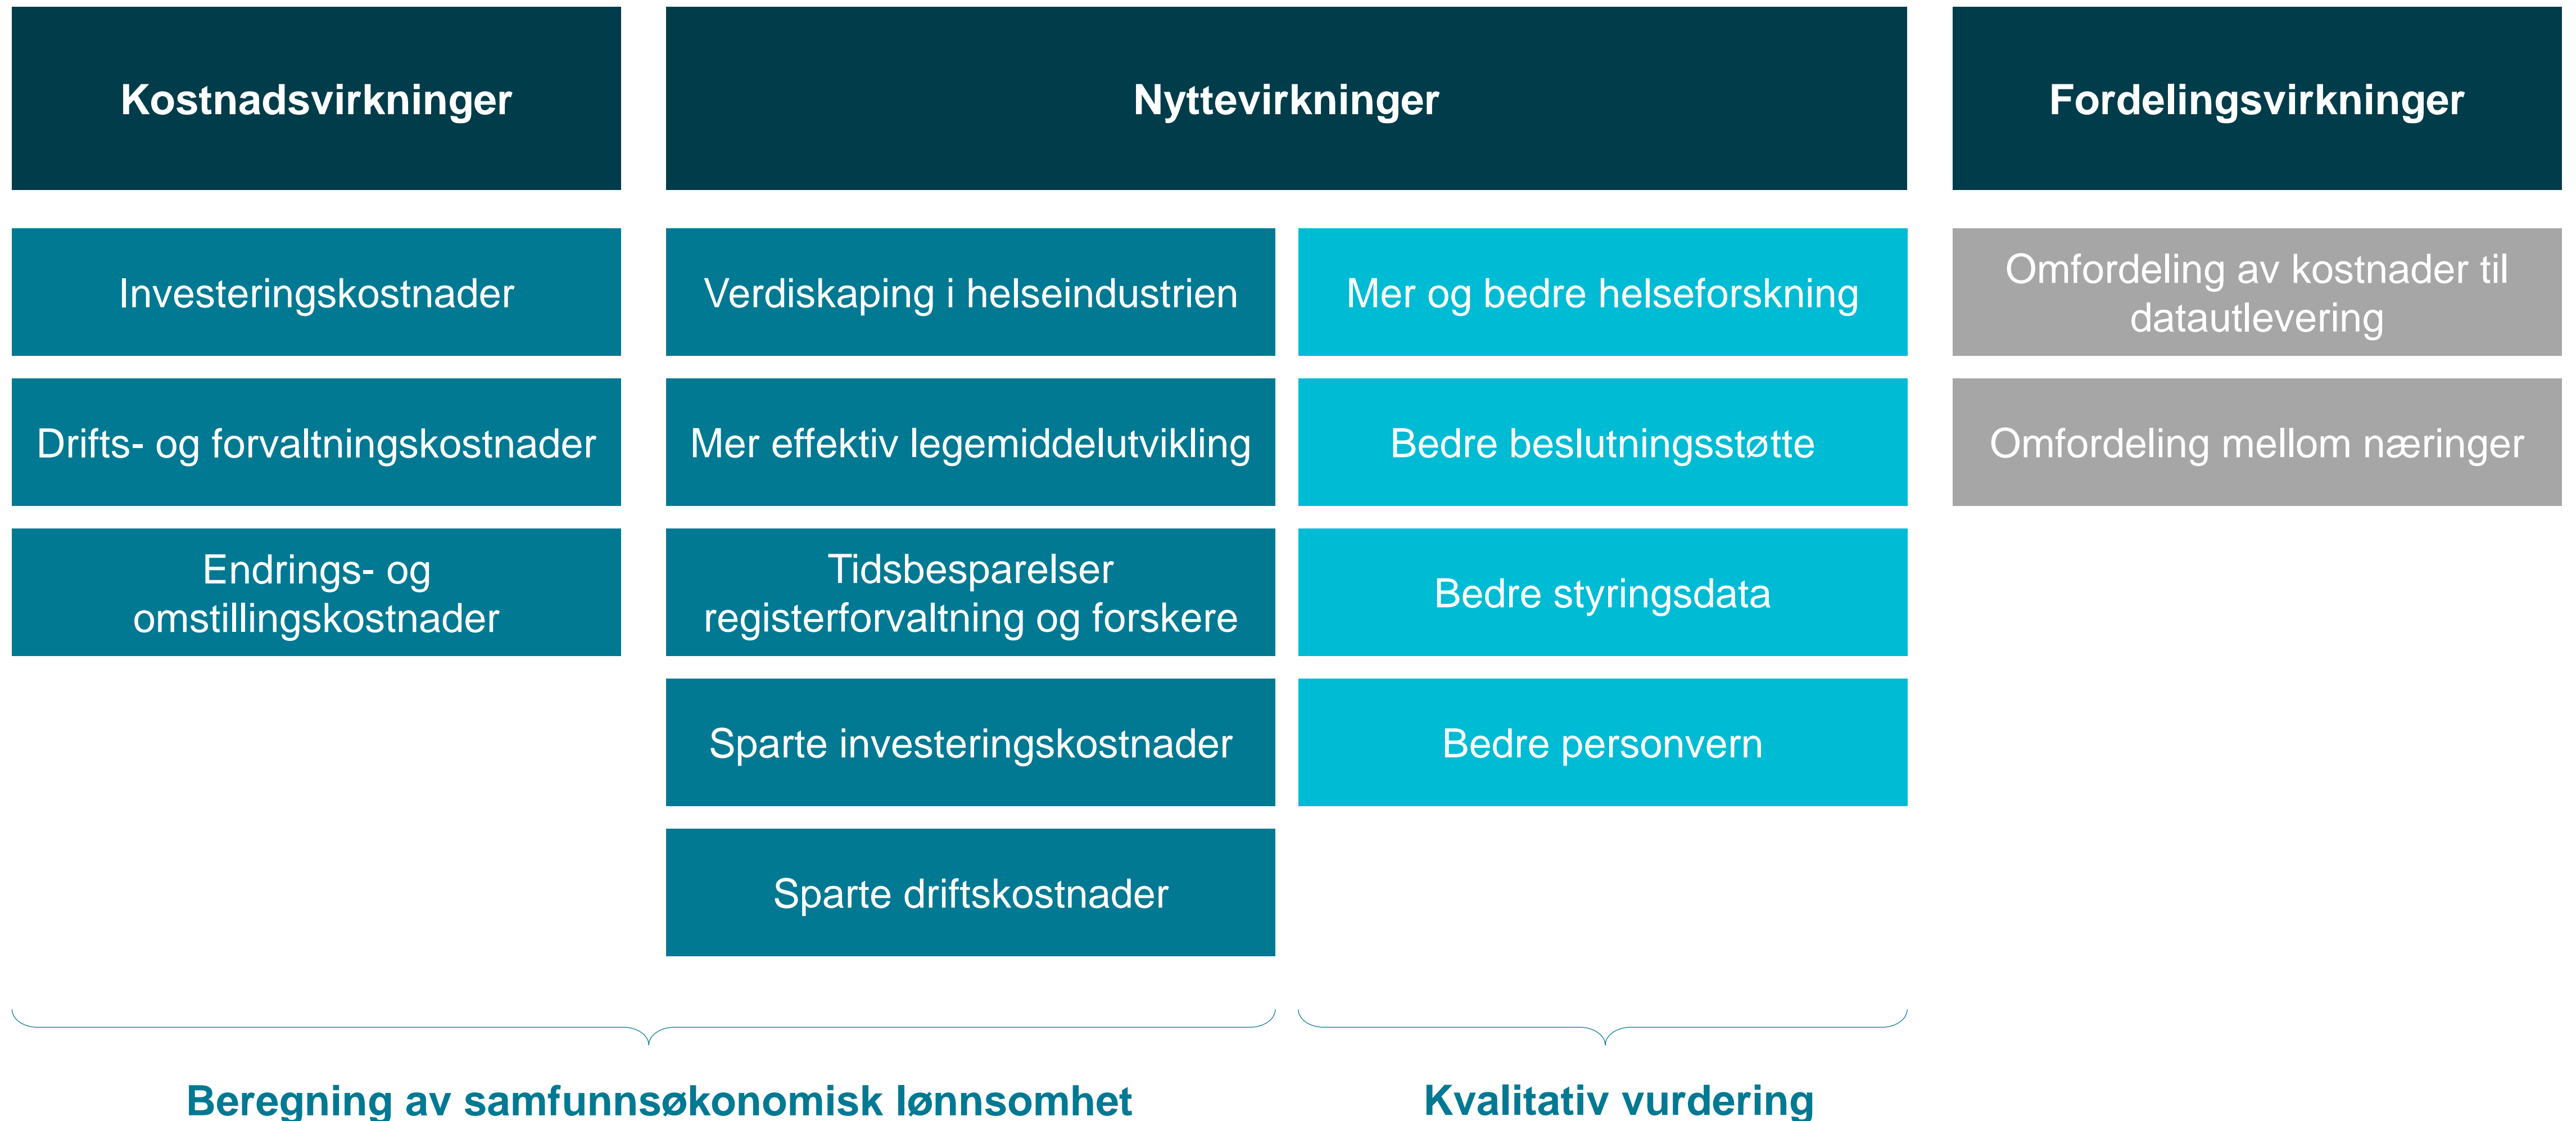 Kostnadsvirkninger
Nyttevirkninger
Fordelingsvirkninger
Investeringskostnader
Verdiskaping i helseindustrien
Mer og bedre helseforskning
Omfordeling av kostnader til
datautlevering
Drifts- og forvaltningskostnader
Mer effektiv legemiddelutvikling
Bedre beslutningsstøtte
Omfordeling mellom næringer
Endrings- og
omstillingskostnader
Tidsbesparelser
registerforvaltning og forskere
Bedre styringsdata
Sparte investeringskostnader
Bedre personvern
Sparte driftskostnader
Beregning av samfunnsøkonomisk lønnsomhet
Kvalitativ vurdering